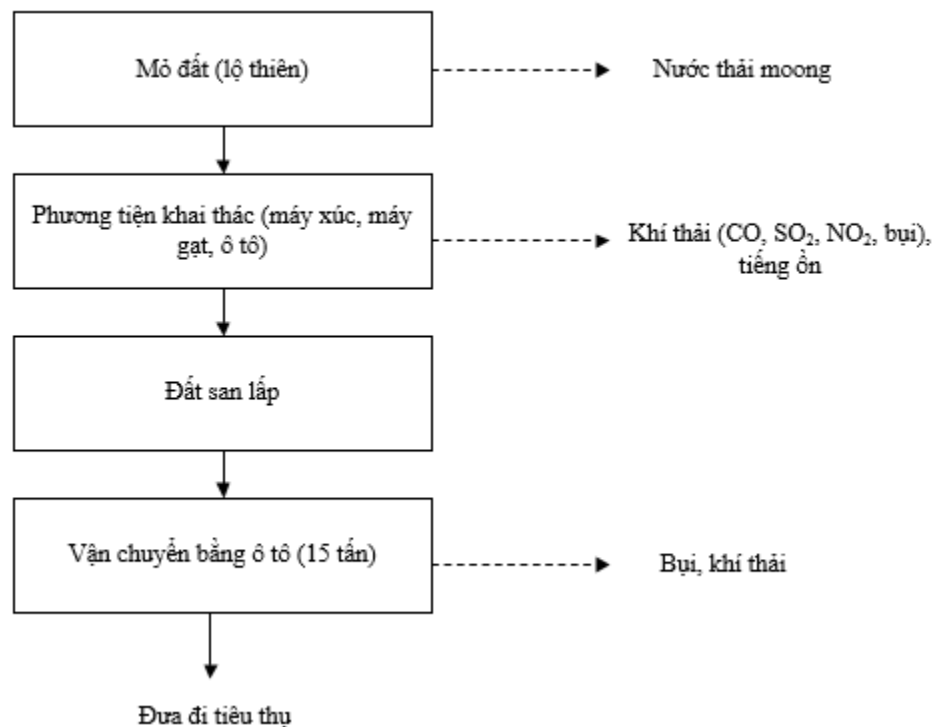 Mỏ đất (lộ thiên)
Nước thải moong
Phương tiện khai thác (máy xúc, máy
gạt, ô tô)
Khí thải (CO, SO₂, NO₂, bụi),
tiếng ồn
Đất san lấp
Vận chuyển bằng ô tô (15 tấn)
Bụi, khí thải
Đưa đi tiêu thụ